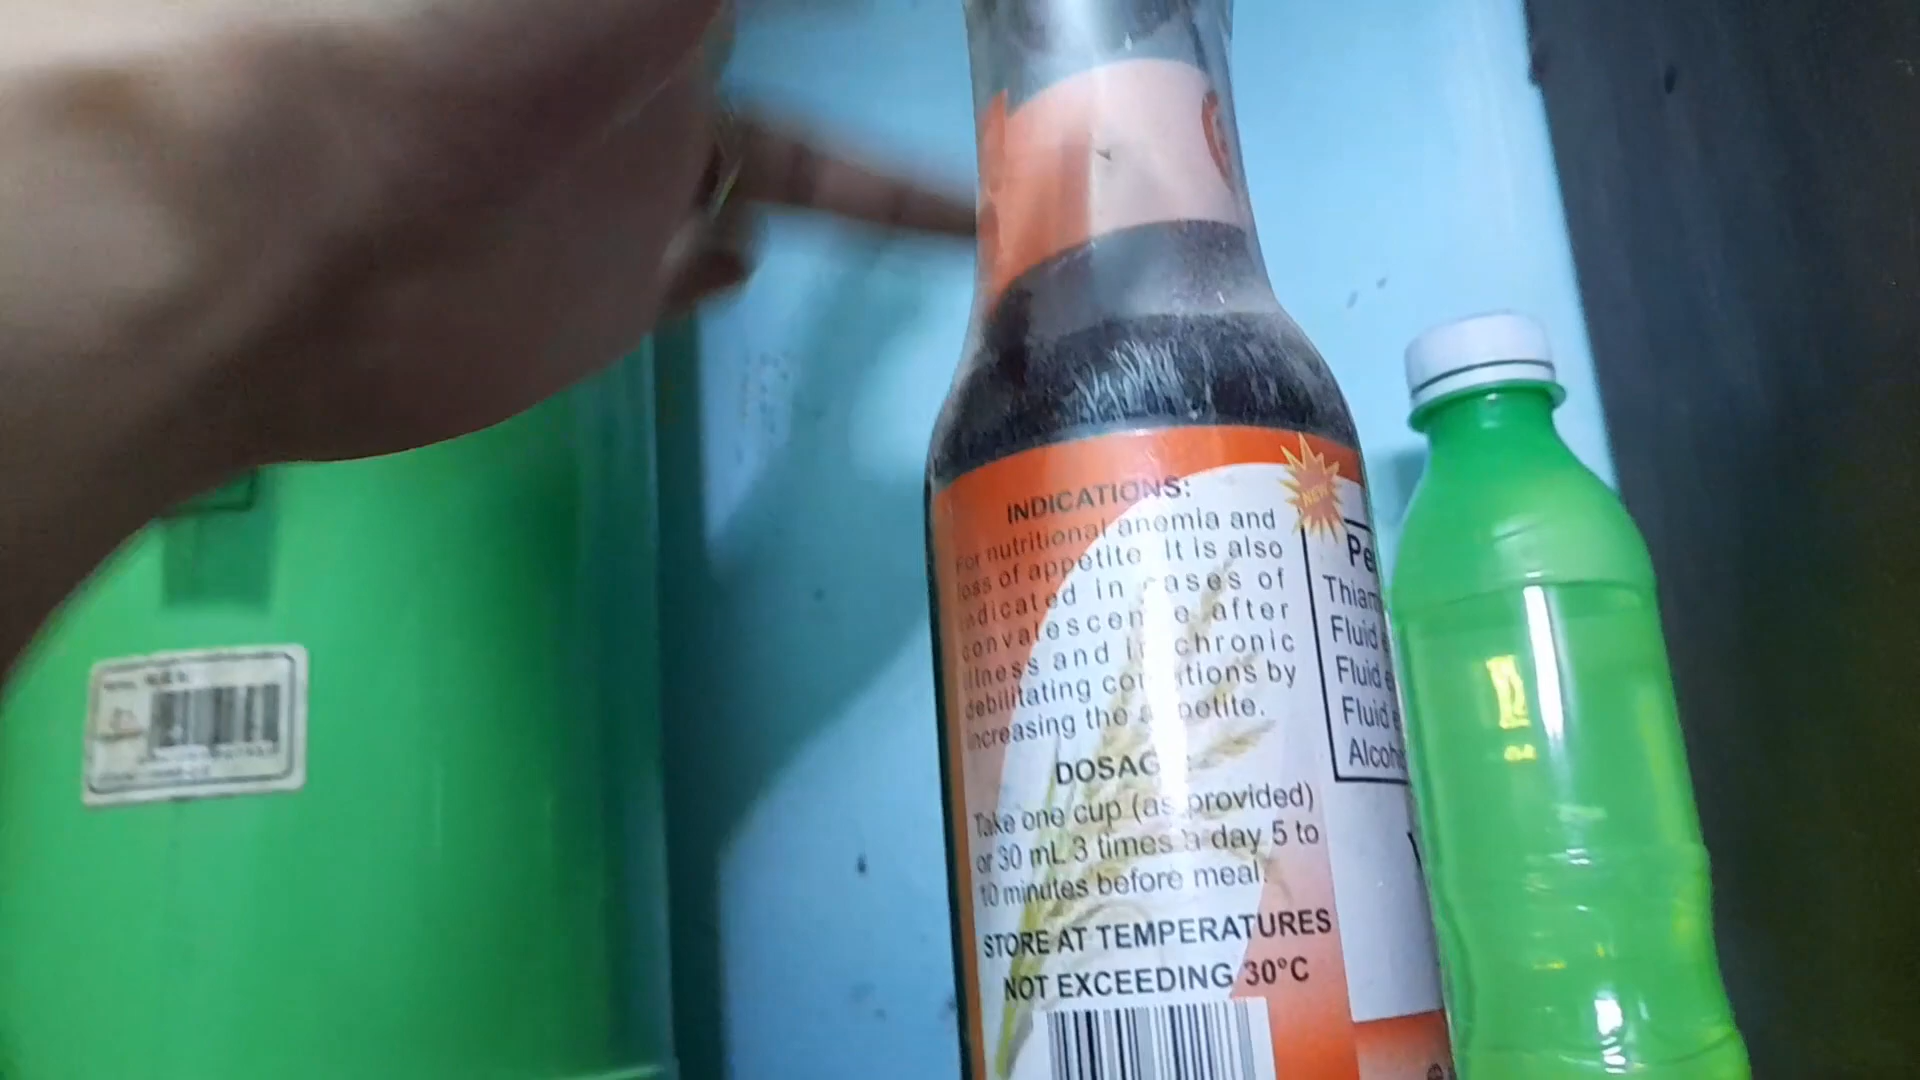 INDICATIONS:
For nutritional anemia and
loss of appetite. It is also
indicated in cases of
convalescence after
illness and in chronic
debilitating conditions by
increasing the appetite.
NEW
DOSAGE:
Take one cup (as provided)
or 30 mL 3 times a day 5 to
10 minutes before meal.
STORE AT TEMPERATURES
NOT EXCEEDING 30°C
Pe
Thiam
Fluid e
Fluid e
Fluid e
Alcoho